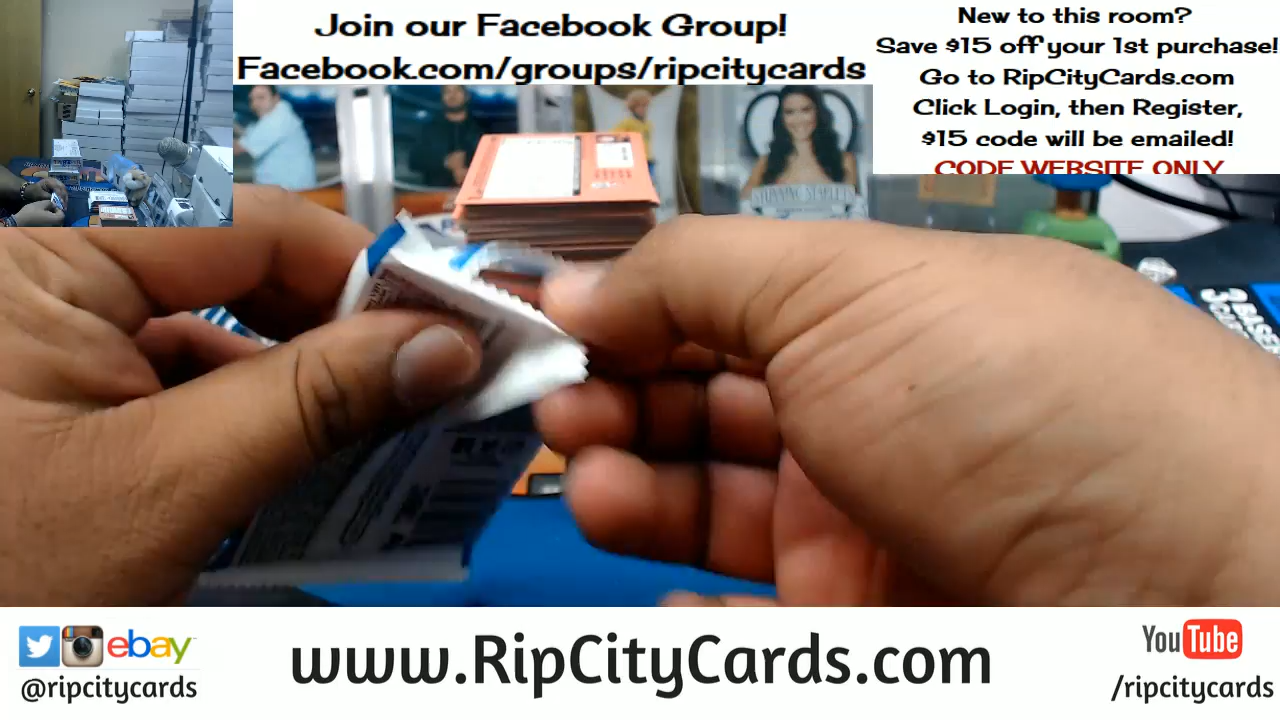 Join our Facebook Group!
Facebook.com/groups/ripcitycards
New to this room?
Save $15 off your 1st purchase!
Go to RipCityCards.com
Click Login, then Register,
$15 code will be emailed!
CODE WEBSITE ONLY
3 BASE
ebay
@ripcitycards
www.RipCityCards.com
YouTube
/ripcitycards